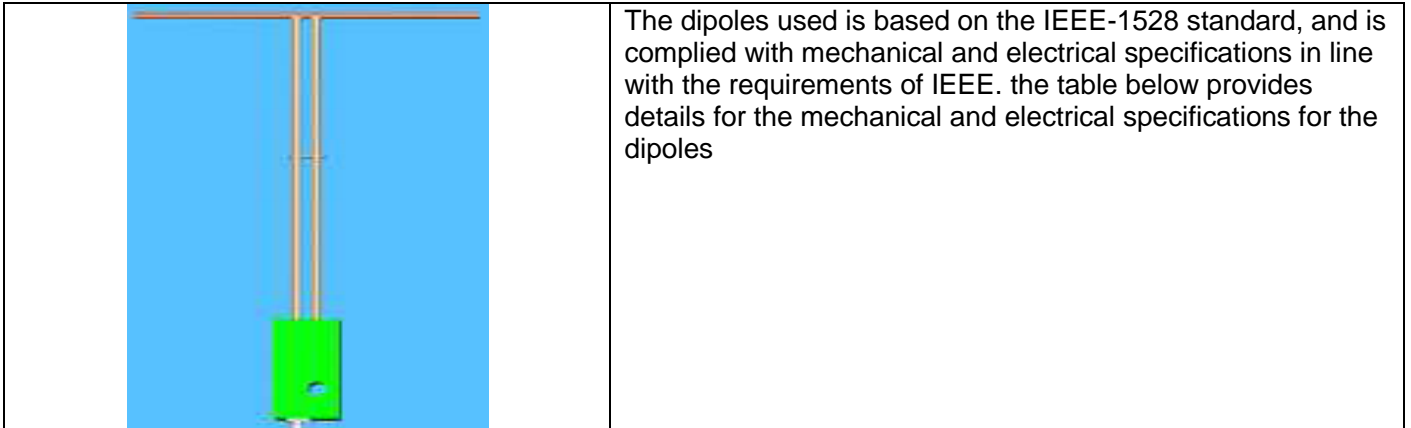 The dipoles used is based on the IEEE-1528 standard, and is
complied with mechanical and electrical specifications in line
with the requirements of IEEE. the table below provides
details for the mechanical and electrical specifications for the
dipoles